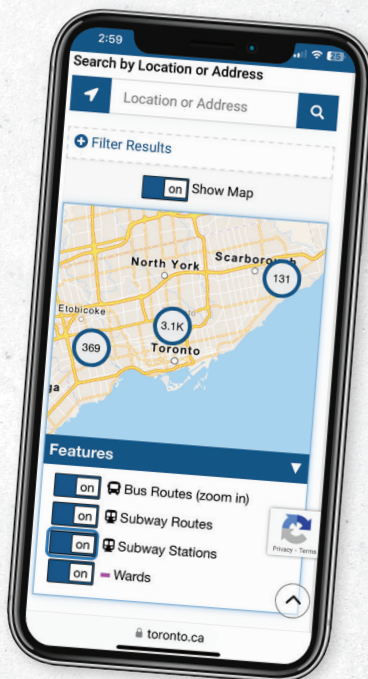 2:59
25
Search by Location or Address
Location or Address
Filter Results
on Show Map
North York
Scarborough
131
Etobicoke
3.1K
369
Toronto
ga
Features
on Bus Routes (zoom in)
on Subway Routes
on Subway Stations
Privacy - Terms
on Wards
toronto.ca